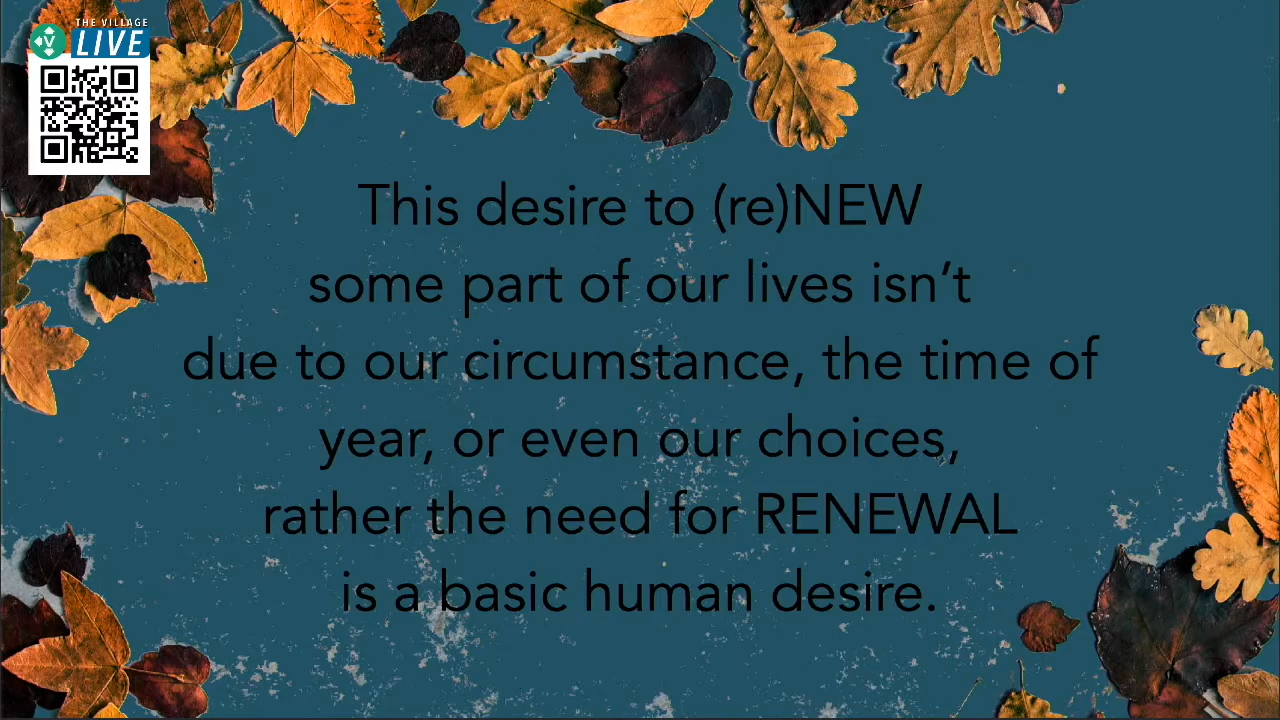 THE VILLAGE
LIVE
V
This desire to (re)NEW
some part of our lives isn’t
due to our circumstance, the time of
year, or even our choices,
rather the need for RENEWAL
is a basic human desire.